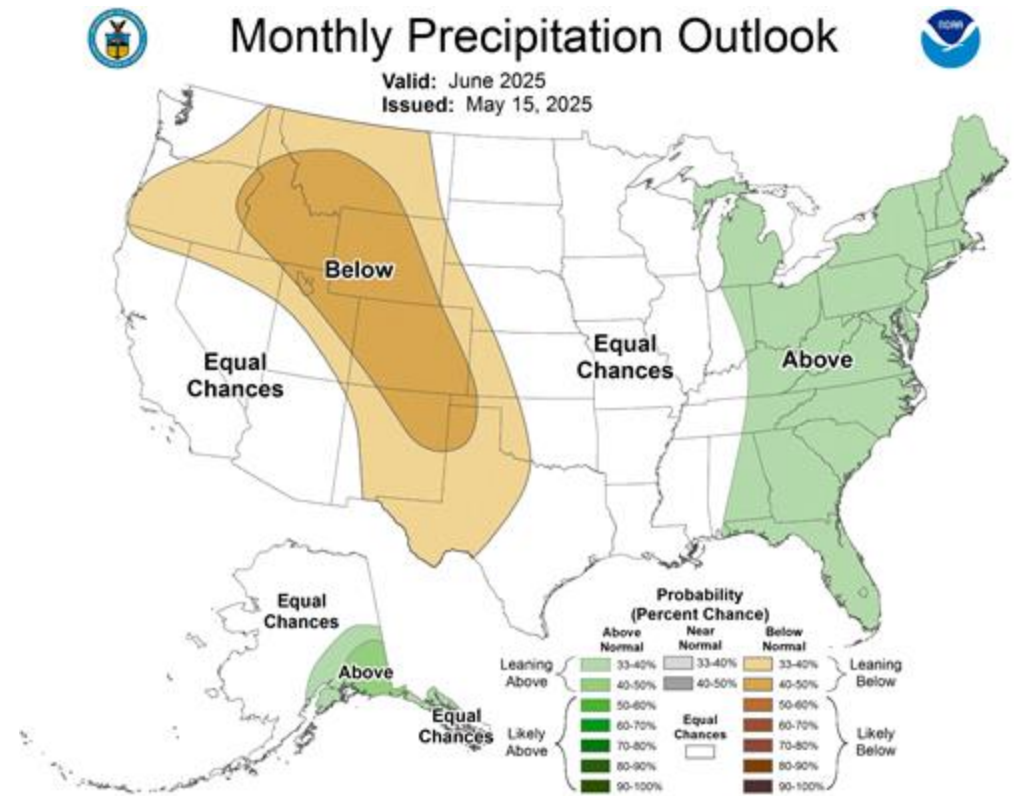 NOAA
Monthly Precipitation Outlook
Valid: June 2025
Issued: May 15, 2025
Below
Equal
Chances
Equal
Chances
Above
Equal
Chances
Above
Equal
Chances
Probability
(Percent Chance)
Above
Normal
Near
Normal
Below
Normal
Leaning
Above
33-40%
33-40%
33-40%
Leaning
Below
40-50%
40-50%
40-50%
Likely
Above
50-60%
50-60%
60-70%
60-70%
70-80%
70-80%
80-90%
80-90%
90-100%
90-100%
Equal
Chances
Likely
Below